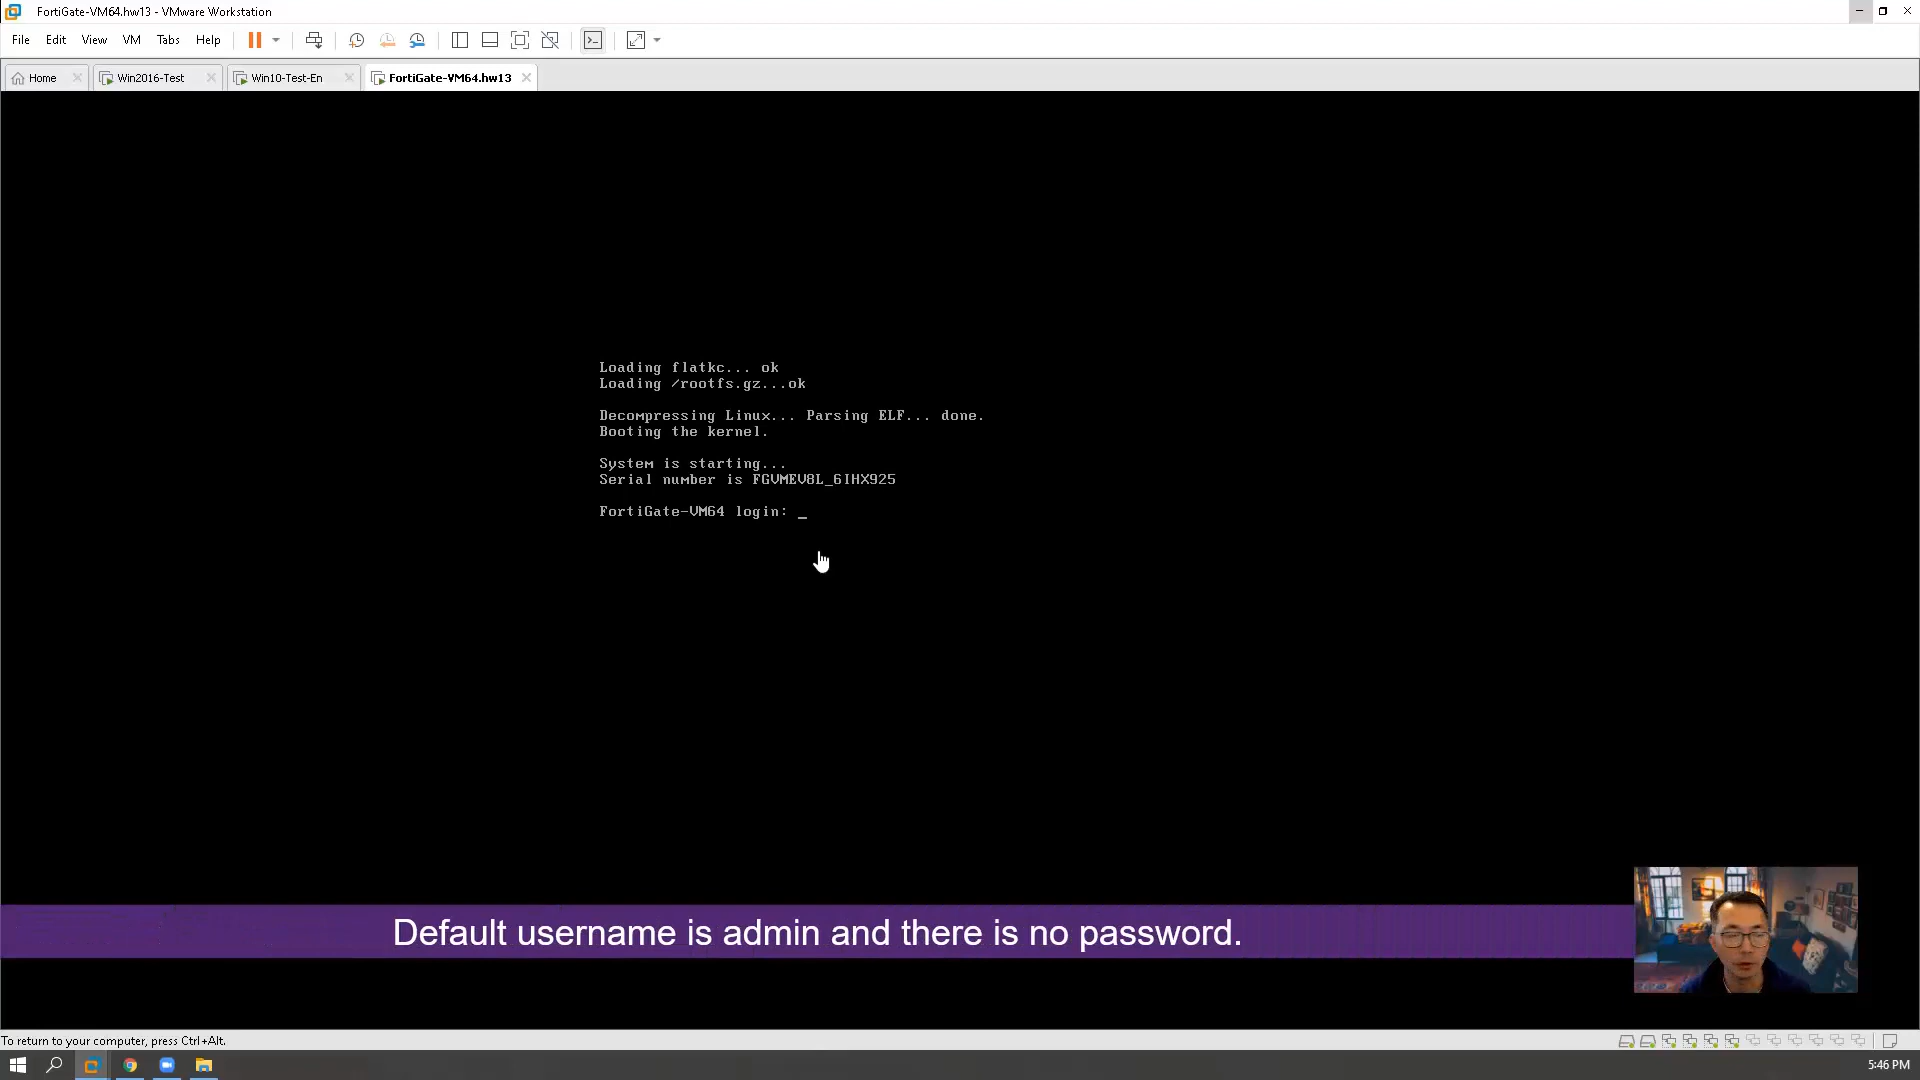 FortiGate-VM64.hw13 - VMware Workstation
File Edit View VM Tabs Help
Home Win2016-Test Win10-Test-En FortiGate-VM64.hw13
Loading flatkc... ok
Loading /rootfs.gz...ok
Decompressing Linux... Parsing ELF... done.
Booting the kernel.
System is starting...
Serial number is FGVMEV8L_6IHX925
FortiGate-VM64 login: _
Default username is admin and there is no password.
To return to your computer, press Ctrl+Alt.
5:46 PM